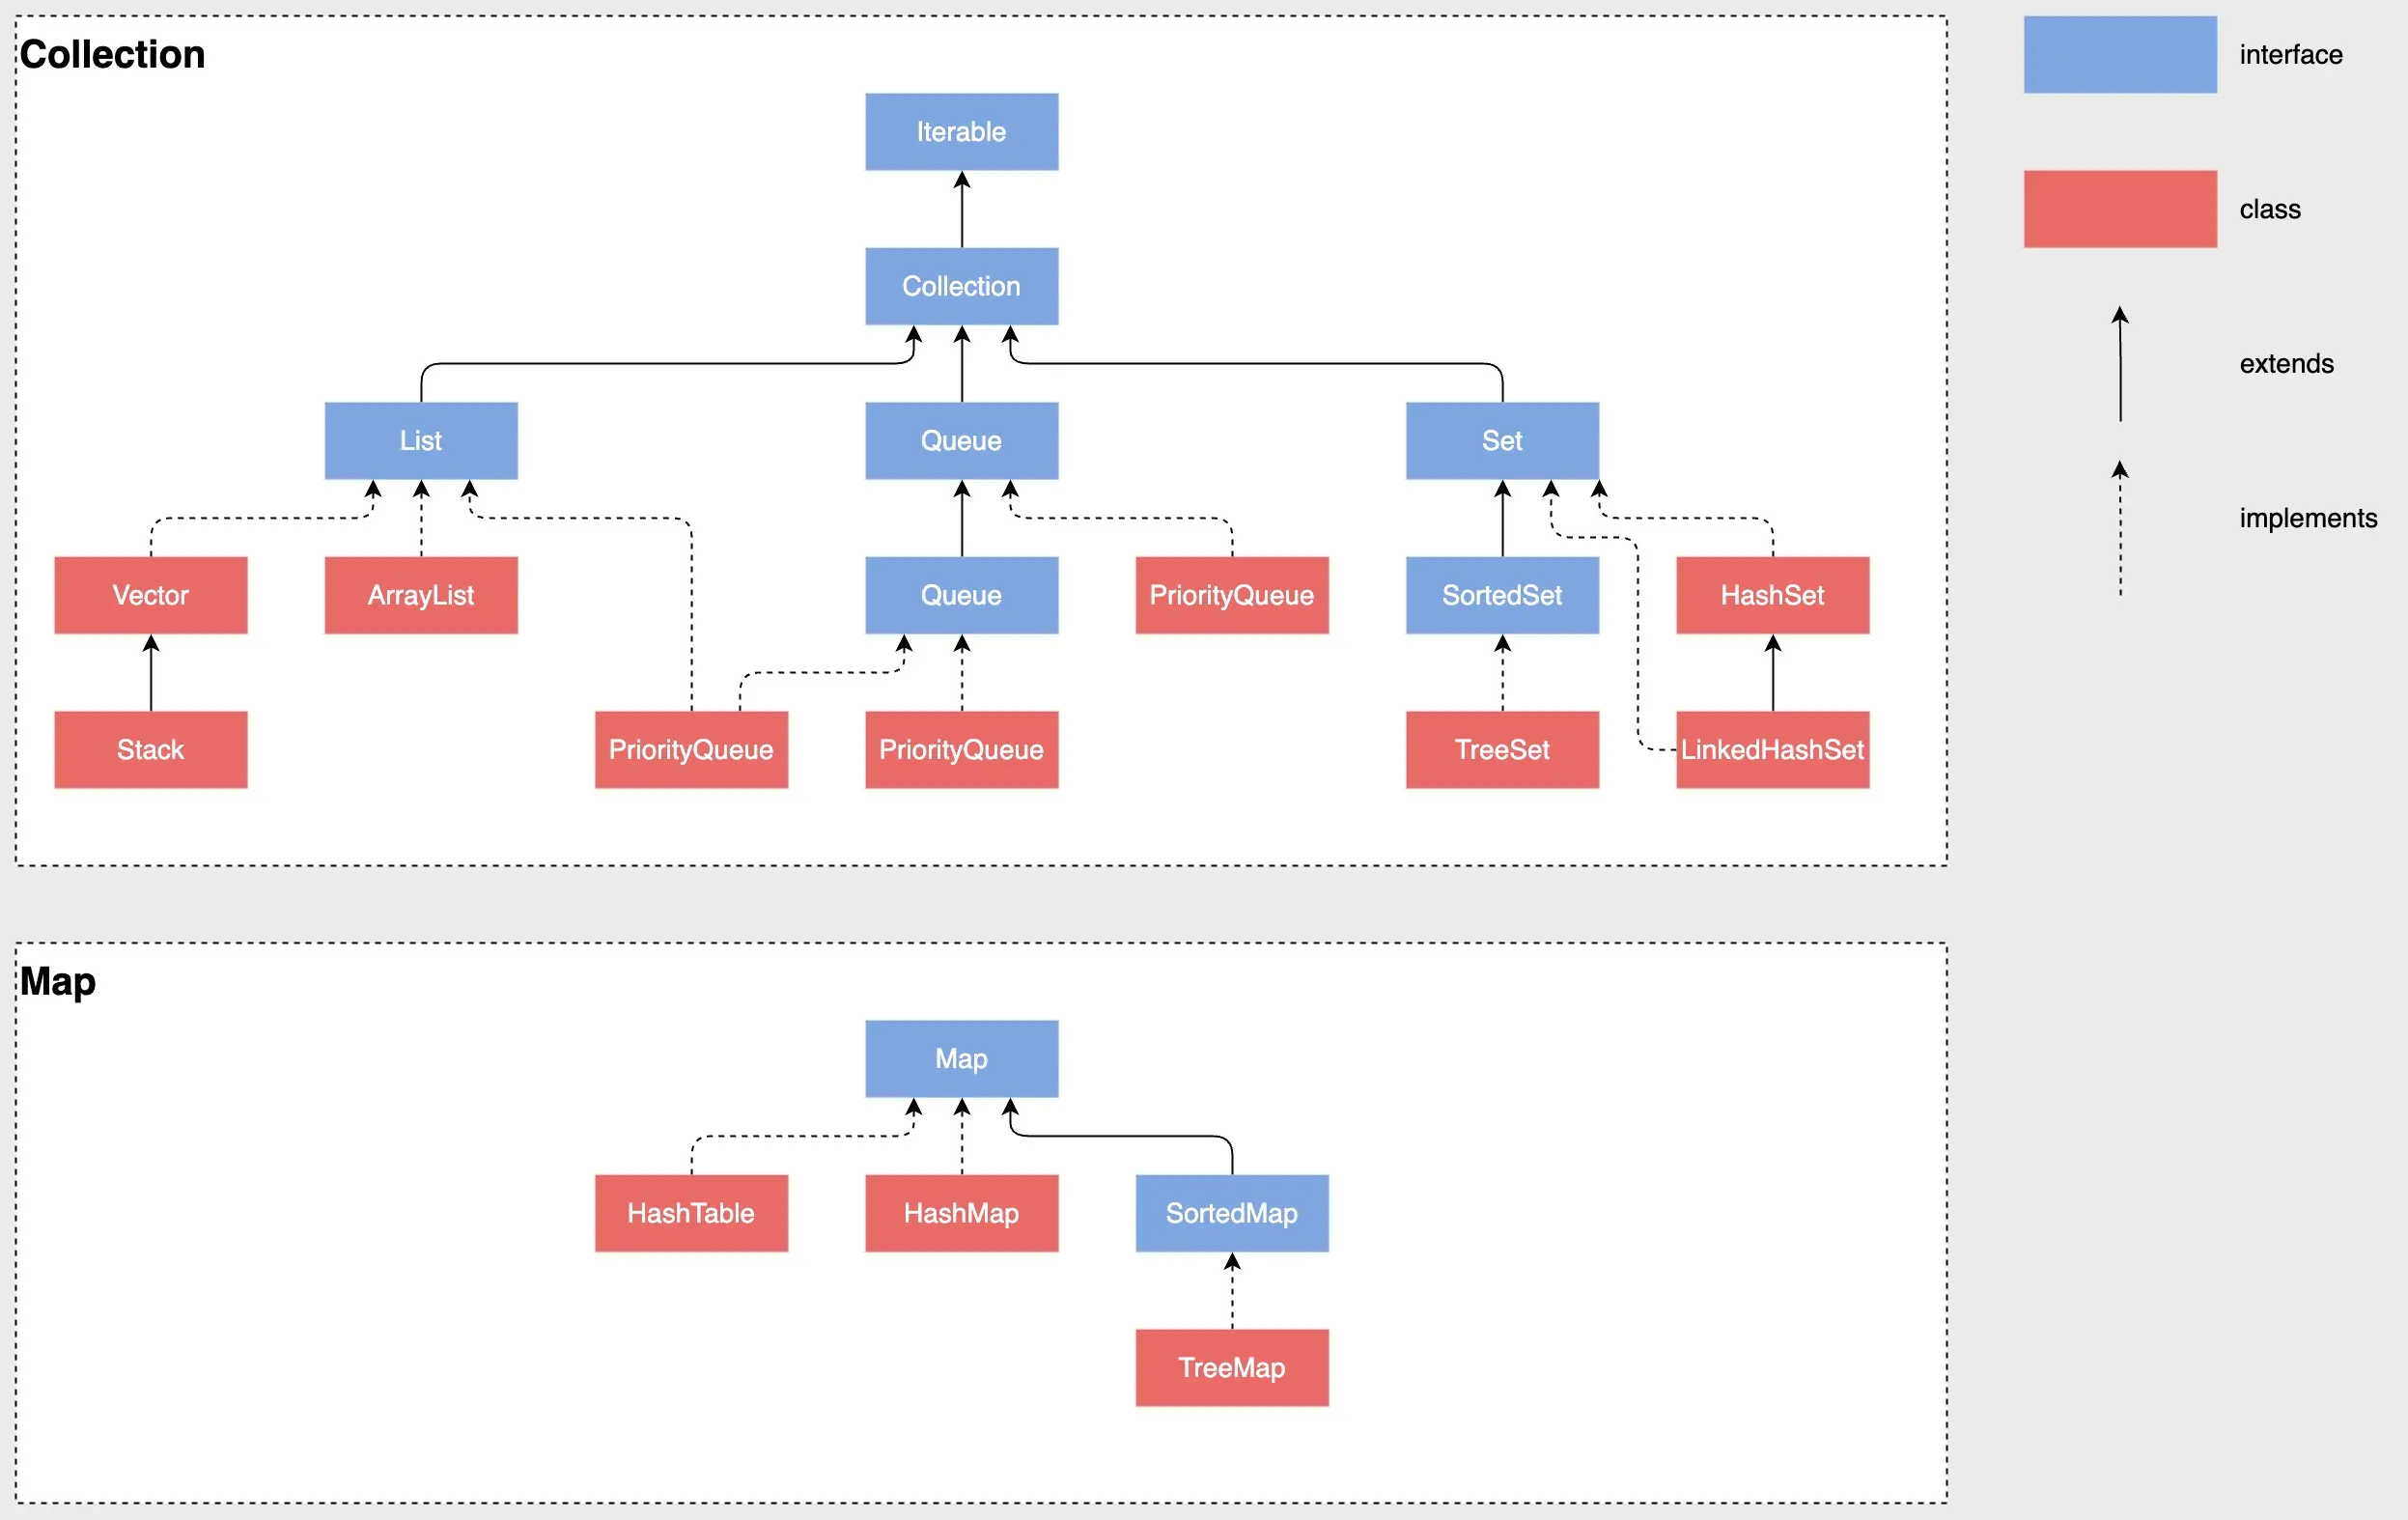 Collection
Iterable
Collection
List
Queue
Set
Vector
ArrayList
Queue
PriorityQueue
SortedSet
HashSet
Stack
PriorityQueue
PriorityQueue
TreeSet
LinkedHashSet
interface
class
extends
implements
Map
Map
HashTable
HashMap
SortedMap
TreeMap